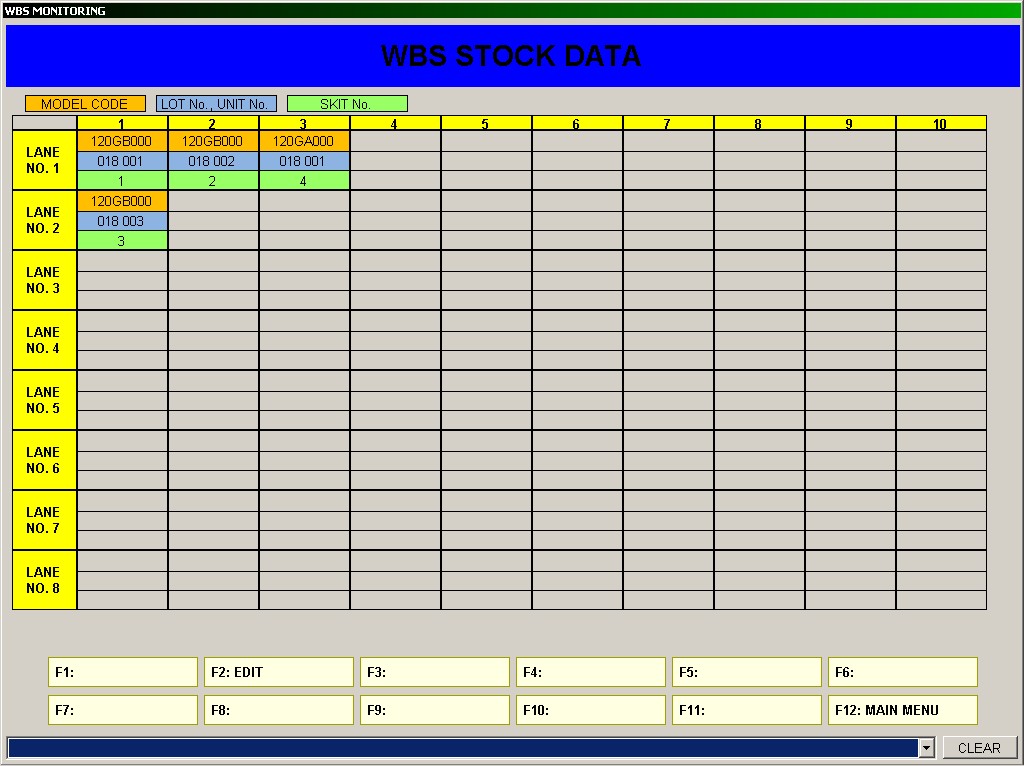 WBS MONITORING
WBS STOCK DATA
MODEL CODE LOT No., UNIT No. SKIT No.
1 2 3 4 5 6 7 8 9 10
LANE NO. 1
120GB000 120GB000 120GA000
018 001 018 002 018 001
1 2 4
LANE NO. 2
120GB000
018 003
3
LANE NO. 3
LANE NO. 4
LANE NO. 5
LANE NO. 6
LANE NO. 7
LANE NO. 8
F1: F2: EDIT F3: F4: F5: F6:
F7: F8: F9: F10: F11: F12: MAIN MENU
CLEAR